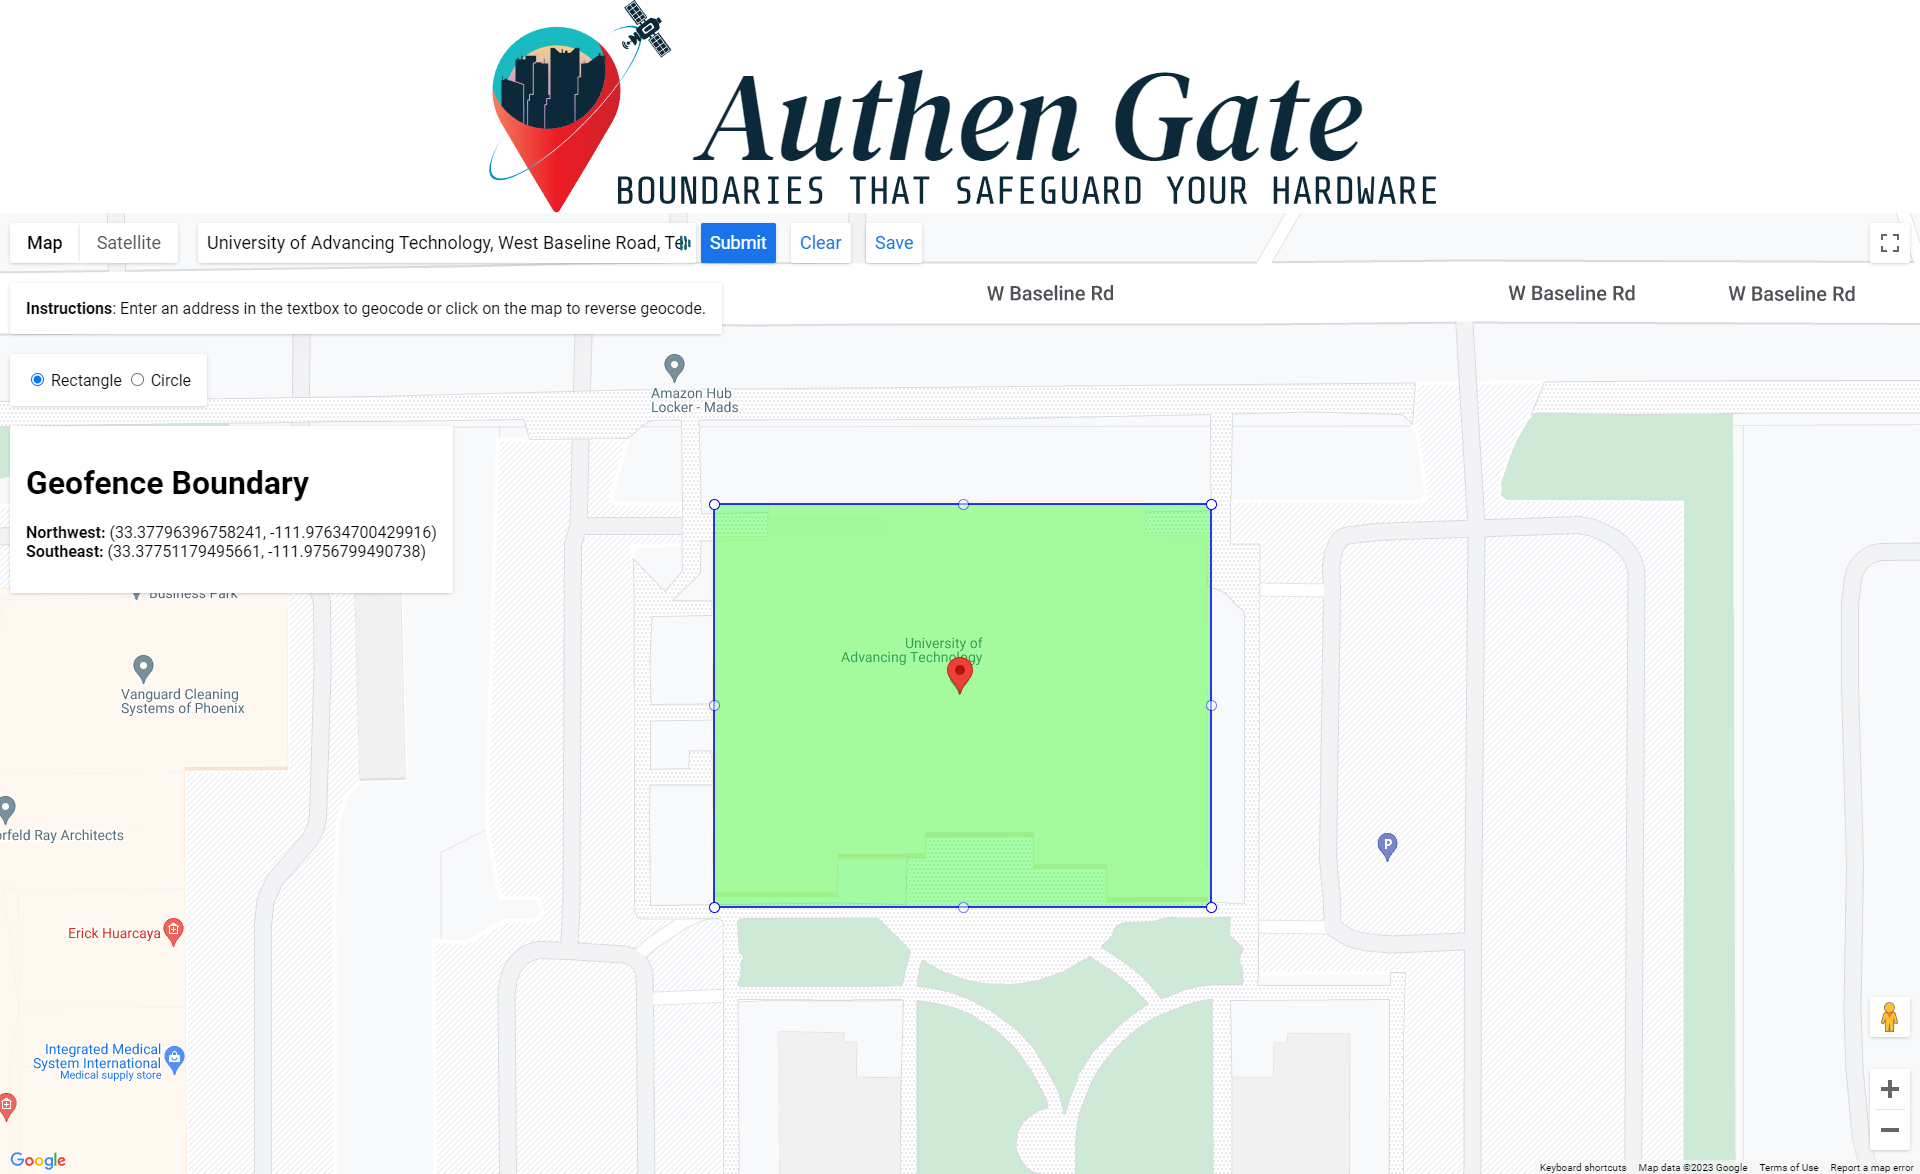 Authen Gate
BOUNDARIES THAT SAFEGUARD YOUR HARDWARE
Map
Satellite
University of Advancing Technology, West Baseline Road, Te
Submit
Clear
Save
W Baseline Rd
W Baseline Rd
W Baseline Rd
Instructions: Enter an address in the textbox to geocode or click on the map to reverse geocode.
Rectangle
Circle
Amazon Hub
Locker - Mads
Geofence Boundary
Northwest: (33.37796396758241, -111.97634700429916)
Southeast: (33.37751179495661, -111.9756799490738)
Business Park
University of
Advancing Technology
Vanguard Cleaning
Systems of Phoenix
rfeld Ray Architects
P
Erick Huarcaya
Integrated Medical
System International
Medical supply store
Google
Keyboard shortcuts
Map data ©2023 Google
Terms of Use
Report a map error